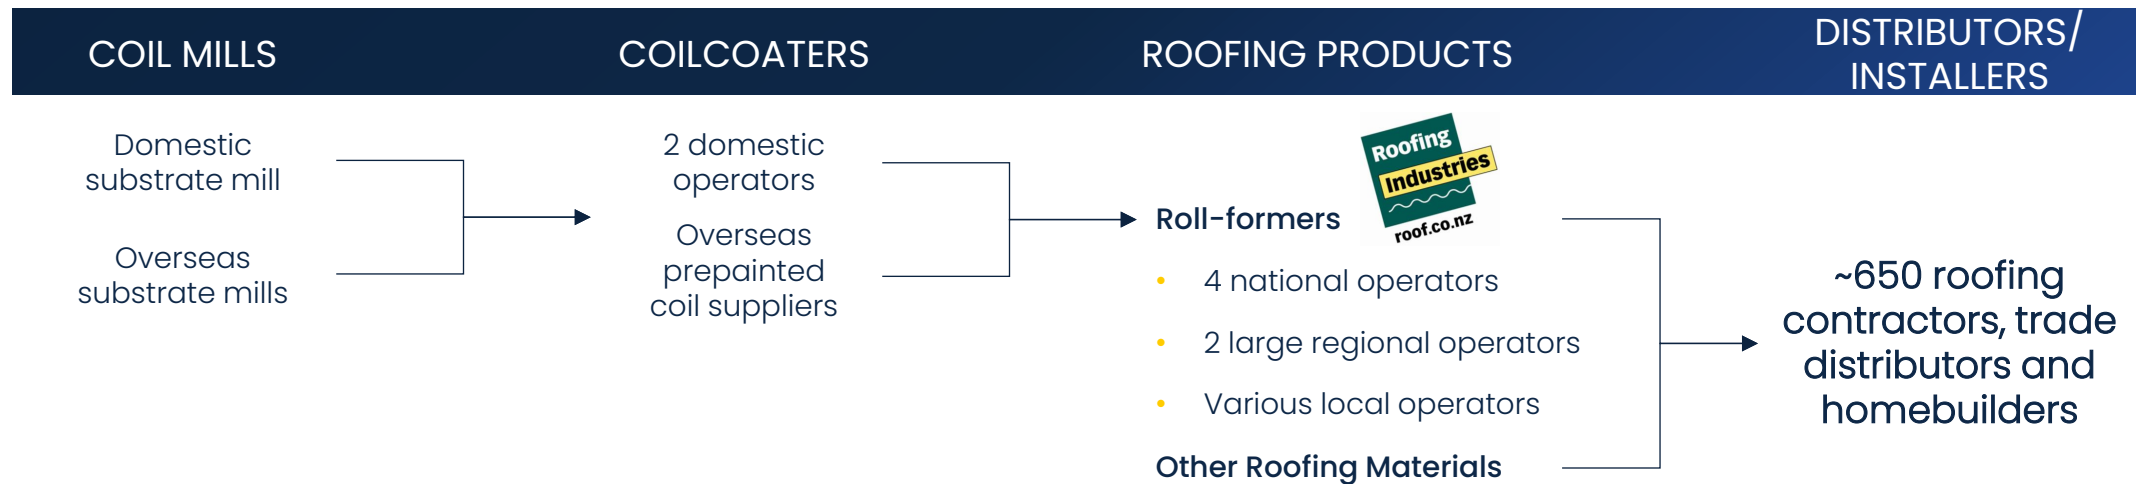 COIL MILLS
COILCOATERS
ROOFING PRODUCTS
DISTRIBUTORS/
INSTALLERS
Domestic
substrate mill
Overseas
substrate mills
2 domestic
operators
Overseas
prepainted
coil suppliers
Roofing
Industries
roof.co.nz
Roll-formers
• 4 national operators
• 2 large regional operators
• Various local operators
Other Roofing Materials
~650 roofing
contractors, trade
distributors and
homebuilders